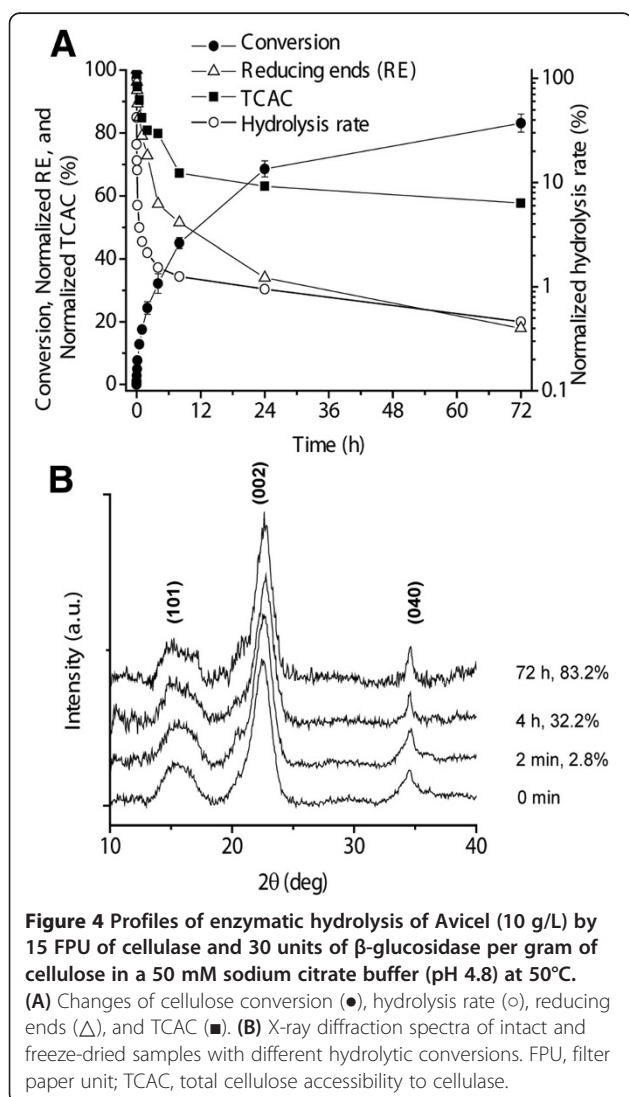 A
Conversion
Reducing ends (RE)
TCAC
Hydrolysis rate
Conversion, Normalized RE, and
Normalized TCAC (%)
100
80
60
40
20
0
Normalized hydrolysis rate (%)
100
10
1
0.1
0 12 24 36 48 60 72
Time (h)
B
(002)
(101)
(040)
Intensity (a.u.)
72 h, 83.2%
4 h, 32.2%
2 min, 2.8%
0 min
10 20 30 40
2θ (deg)
Figure 4 Profiles of enzymatic hydrolysis of Avicel (10 g/L) by
15 FPU of cellulase and 30 units of β-glucosidase per gram of
cellulose in a 50 mM sodium citrate buffer (pH 4.8) at 50°C.
(A) Changes of cellulose conversion (●), hydrolysis rate (○), reducing
ends (△), and TCAC (■). (B) X-ray diffraction spectra of intact and
freeze-dried samples with different hydrolytic conversions. FPU, filter
paper unit; TCAC, total cellulose accessibility to cellulase.